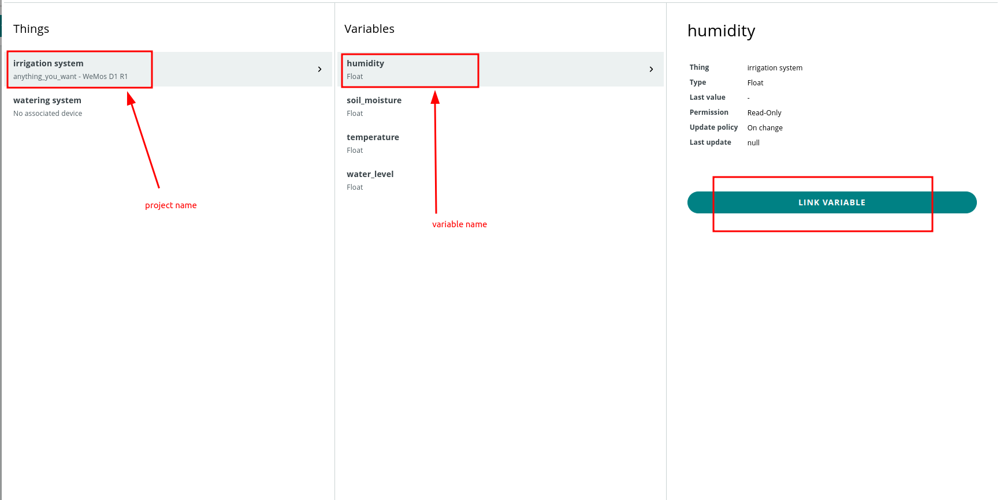 Things
irrigation system
anything_you_want - WeMos D1 R1
watering system
No associated device
project name
Variables
humidity
Float
soil_moisture
Float
temperature
Float
water_level
Float
variable name
humidity
Thing irrigation system
Type Float
Last value -
Permission Read-Only
Update policy On change
Last update null
LINK VARIABLE